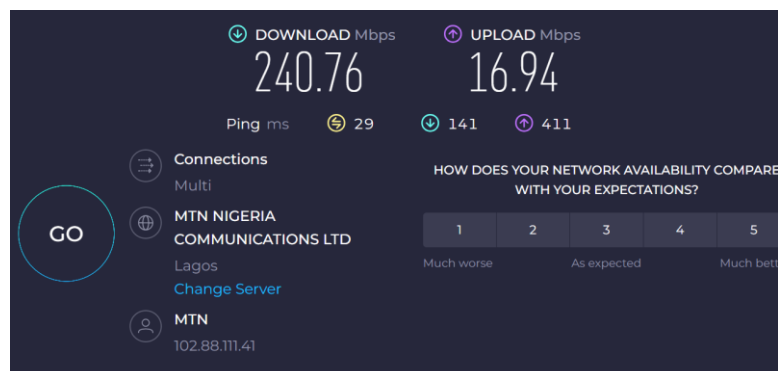 DOWNLOAD Mbps
240.76
UPLOAD Mbps
16.94
Ping ms 29 141 411
Connections
Multi
MTN NIGERIA
COMMUNICATIONS LTD
Lagos
Change Server
MTN
102.88.111.41
GO
HOW DOES YOUR NETWORK AVAILABILITY COMPARE
WITH YOUR EXPECTATIONS?
1 2 3 4 5
Much worse As expected Much bett